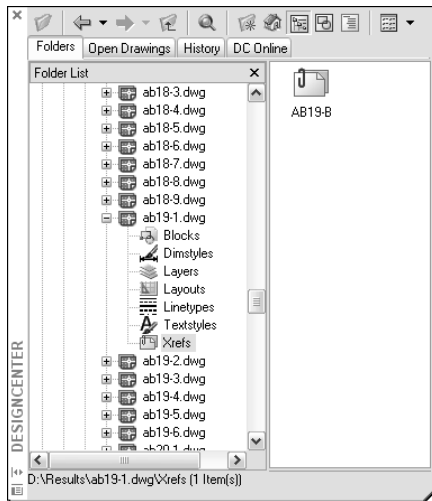 Folders Open Drawings History DC Online
Folder List
ab18-3.dwg
ab18-4.dwg
ab18-5.dwg
ab18-6.dwg
ab18-7.dwg
ab18-8.dwg
ab18-9.dwg
ab19-1.dwg
Blocks
Dimstyles
Layers
Layouts
Linetypes
Textstyles
Xrefs
ab19-2.dwg
ab19-3.dwg
ab19-4.dwg
ab19-5.dwg
ab19-6.dwg
ab20-1.dwg
AB19-B
DESIGNCENTER
D:\Results\ab19-1.dwg\Xrefs (1 Item(s))